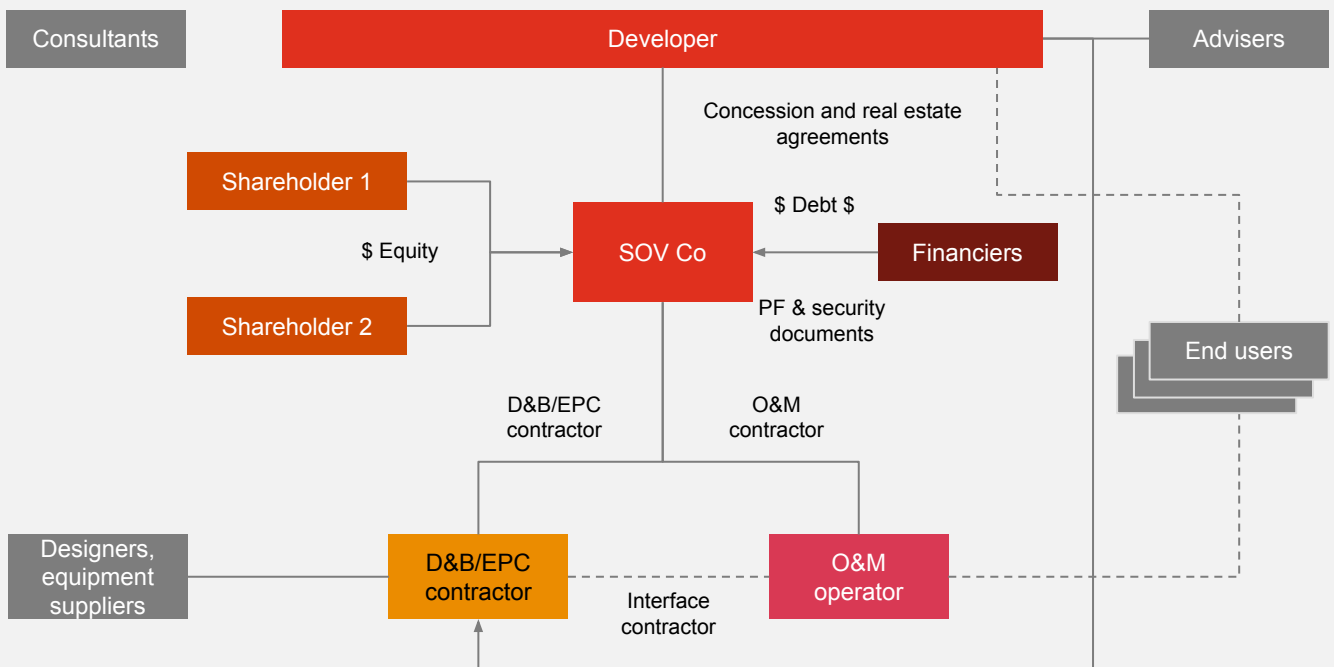 Consultants
Developer
Advisers
Concession and real estate
agreements
Shareholder 1
$ Debt $
$ Equity
SOV Co
Financiers
PF & security
documents
Shareholder 2
End users
D&B/EPC
contractor
O&M
contractor
Designers,
equipment
suppliers
D&B/EPC
contractor
O&M
operator
Interface
contractor